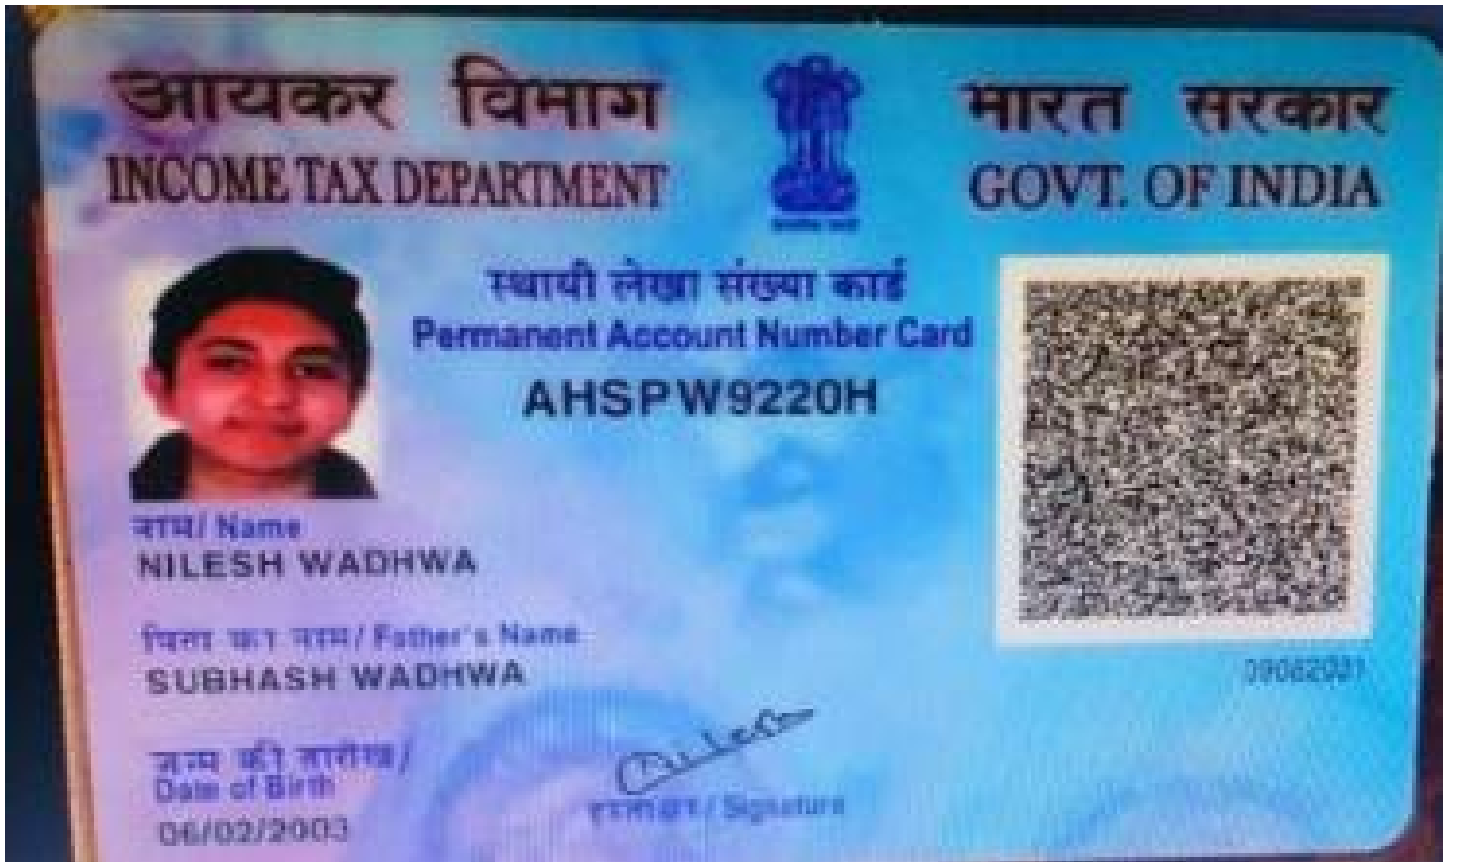 आयकर विभाग
INCOME TAX DEPARTMENT
भारत सरकार
GOVT. OF INDIA
स्थायी लेखा संख्या कार्ड
Permanent Account Number Card
AHSPW9220H
नाम/ Name
NILESH WADHWA
पिता का नाम/ Father's Name
SUBHASH WADHWA
जन्म की तारीख/
Date of Birth
06/02/2003
हस्ताक्षर / Signature